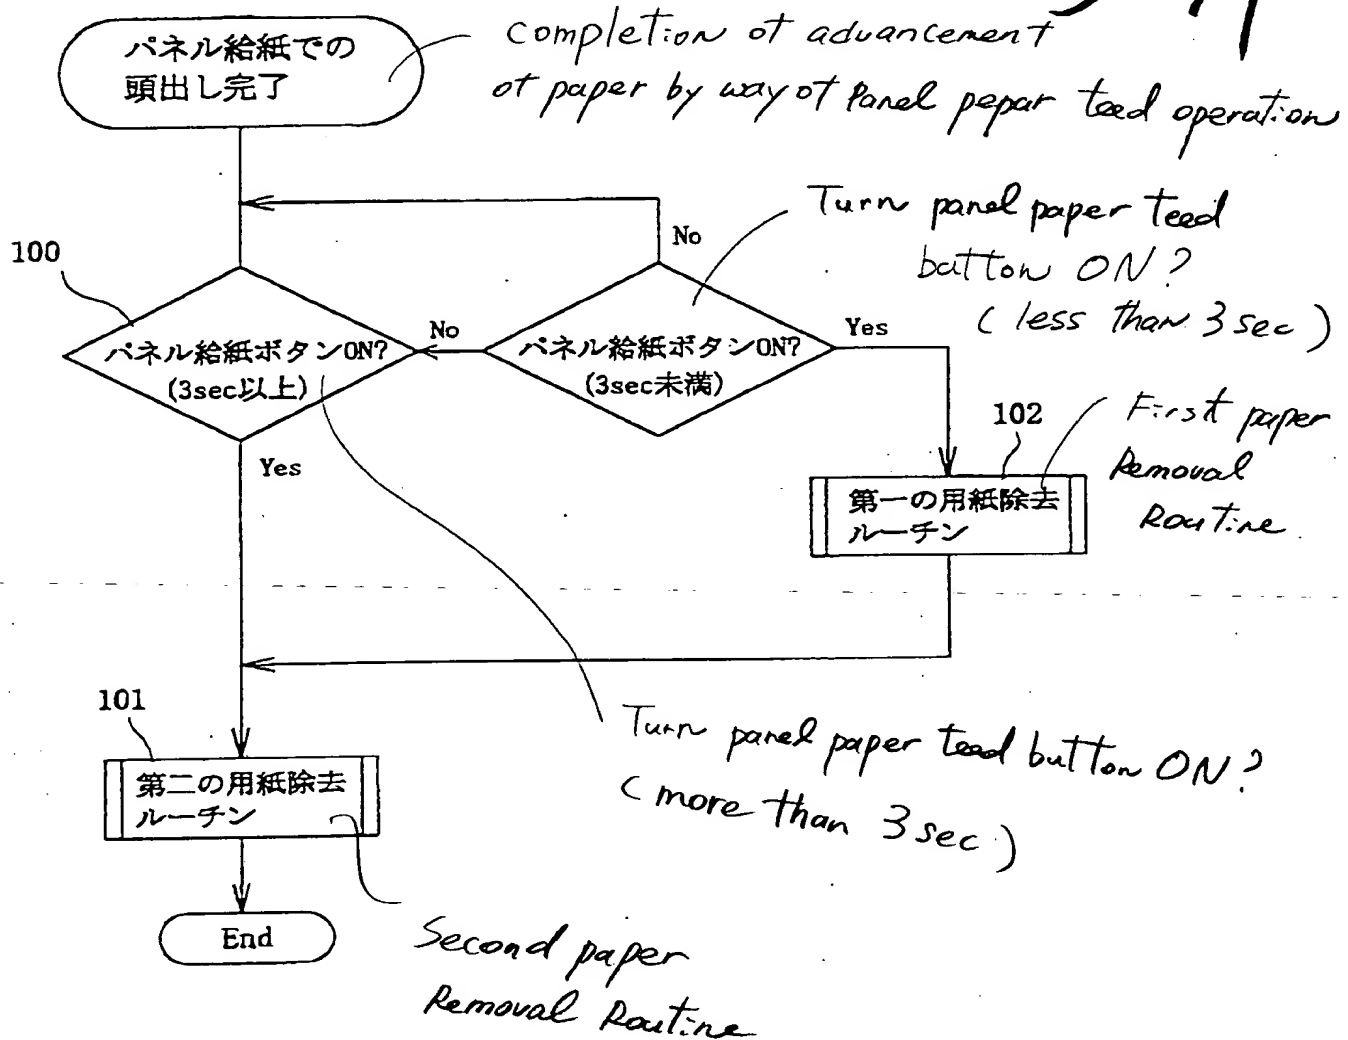 パネル給紙での
頭出し完了
completion of advancement
of paper by way of Panel pepar feed operation
Turn panel paper feed
button ON?
(less than 3 sec)
No
100
No
Yes
パネル給紙ボタンON?
(3sec以上)
パネル給紙ボタンON?
(3sec未満)
102
First paper
Removal
Routine
Yes
第一の用紙除去
ルーチン
101
Turn panel paper feed button ON?
(more than 3 sec)
第二の用紙除去
ルーチン
End
Second paper
Removal Routine